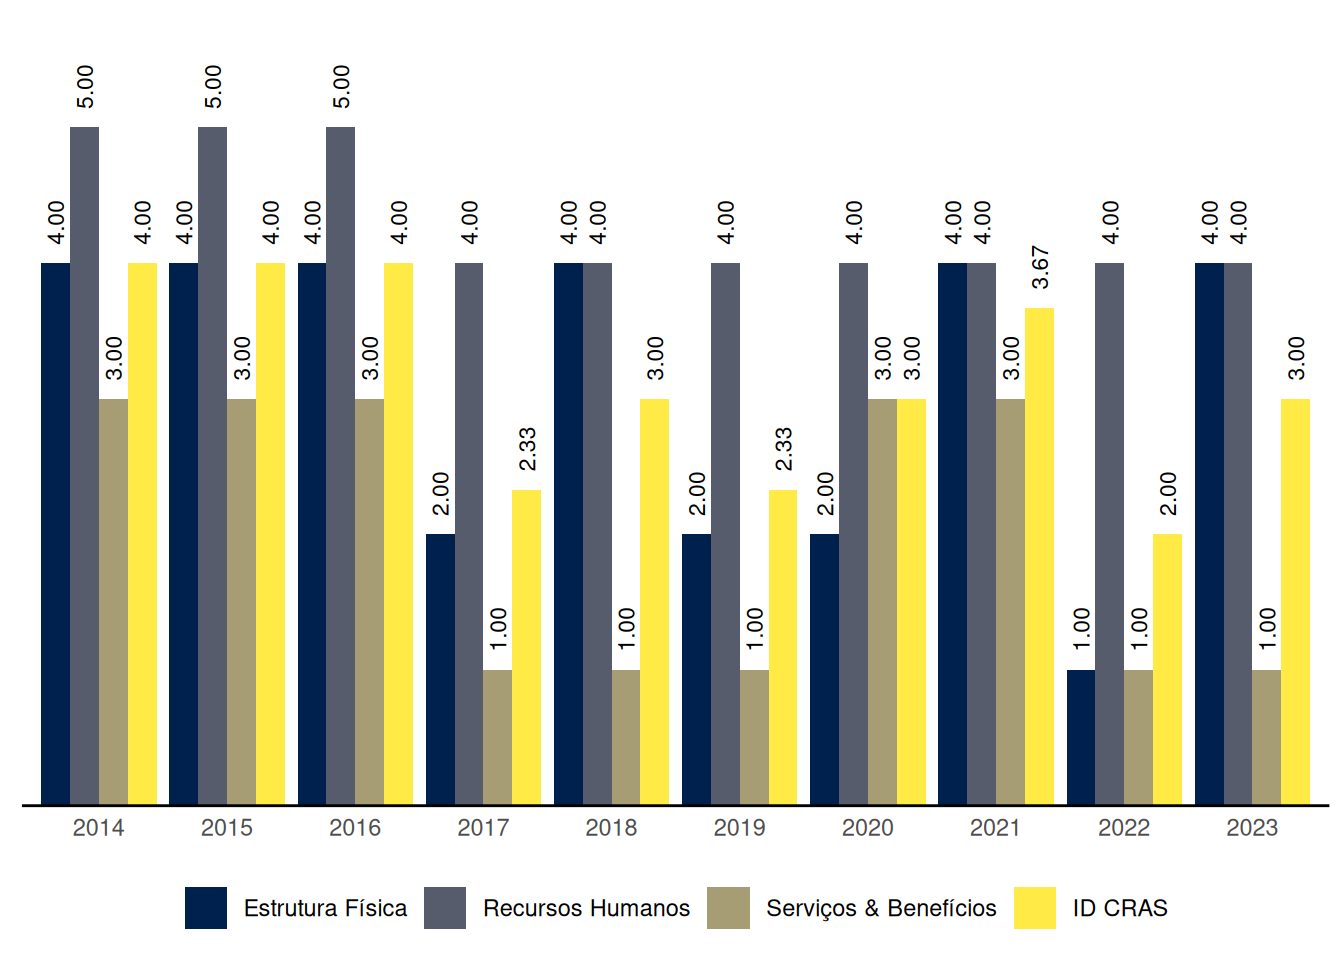 5.00 5.00 5.00
4.00 4.00 4.00 4.00 4.00 4.00 4.00 4.00 4.00 4.00 4.00 4.00 4.00 4.00 4.00 4.00
3.67
3.00 3.00 3.00 3.00 3.00 3.00 3.00 3.00
2.33 2.33
2.00 2.00 2.00 2.00
1.00 1.00 1.00 1.00 1.00 1.00
2014 2015 2016 2017 2018 2019 2020 2021 2022 2023
Estrutura Física Recursos Humanos Serviços & Benefícios ID CRAS